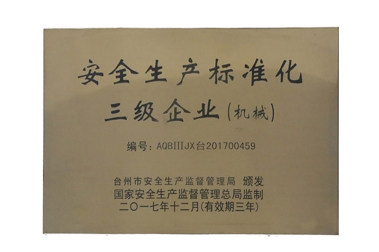 安全生产标准化
三级企业(机械)
编号：AQBIIIJX台201700459
台州市安全生产监督管理局 颁发
国家安全生产监督管理总局监制
二〇一七年十二月(有效期三年)